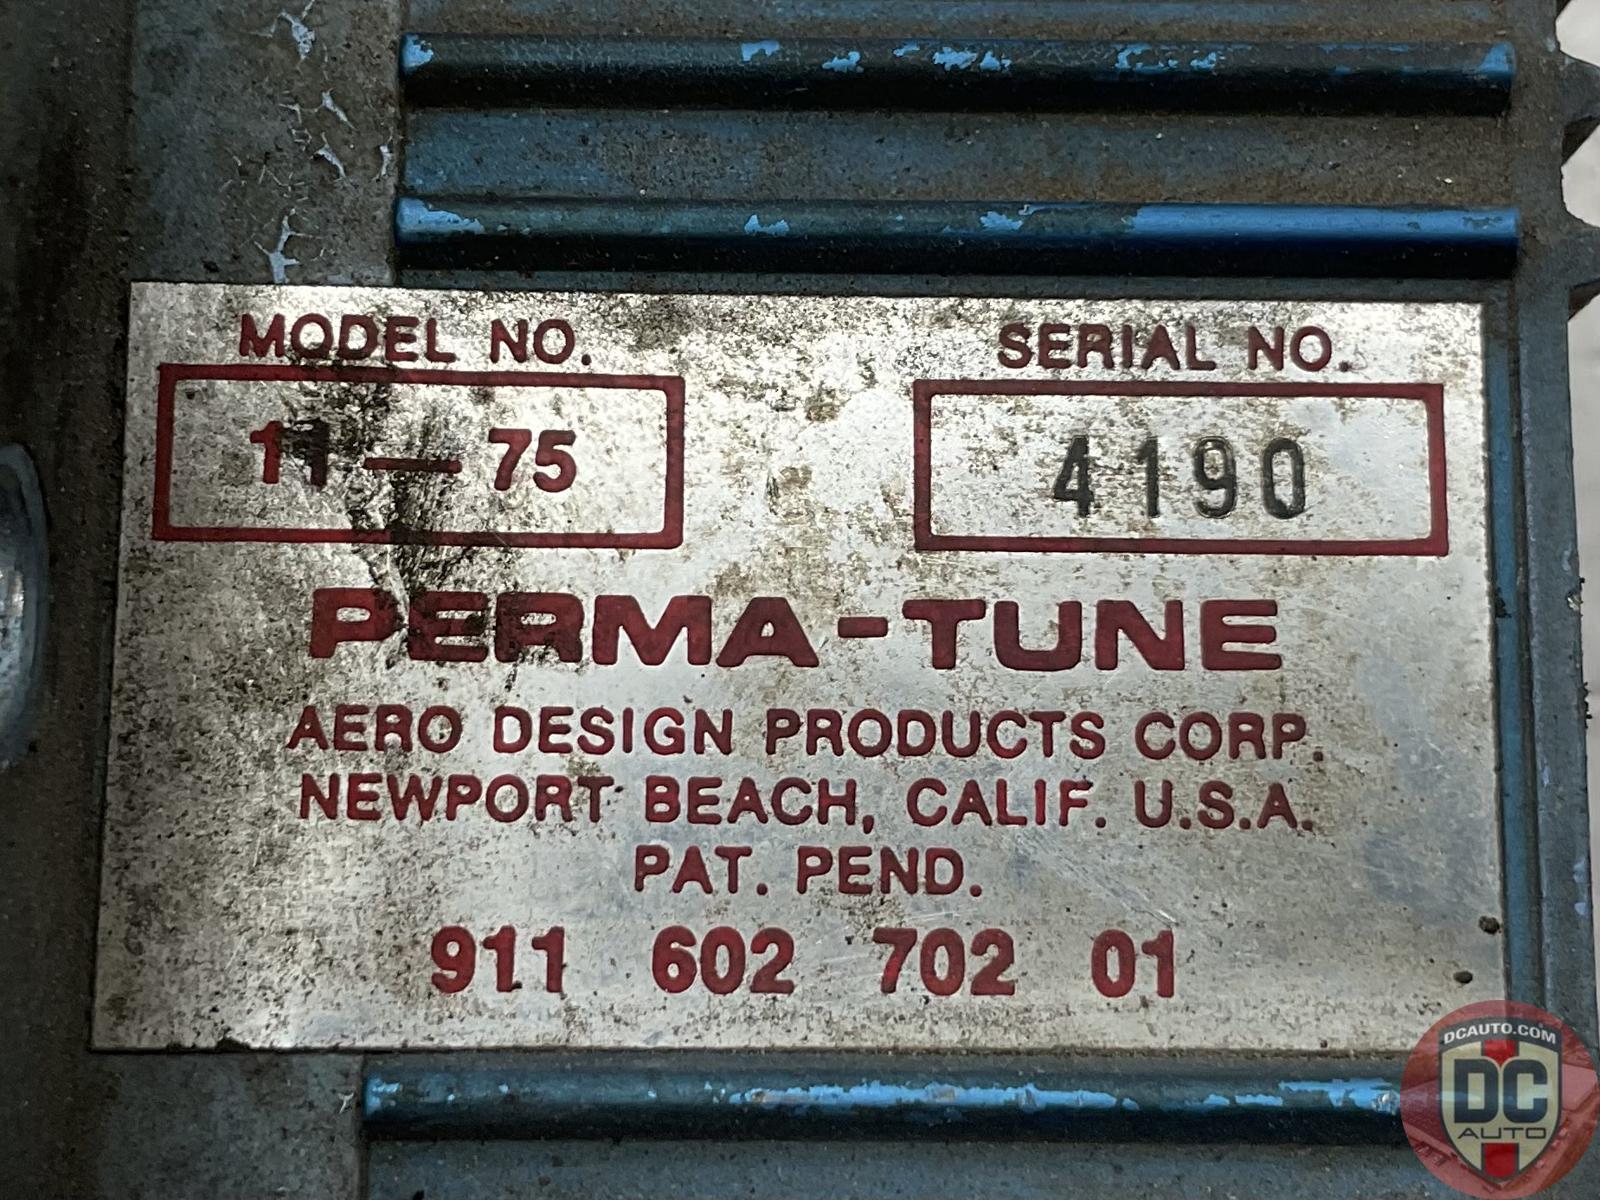 MODEL NO. SERIAL NO.
11 — 75 4190
PERMA-TUNE
AERO DESIGN PRODUCTS CORP.
NEWPORT BEACH, CALIF. U.S.A.
PAT. PEND.
911 602 702 01
DCAUTO.COM
DC
AUTO